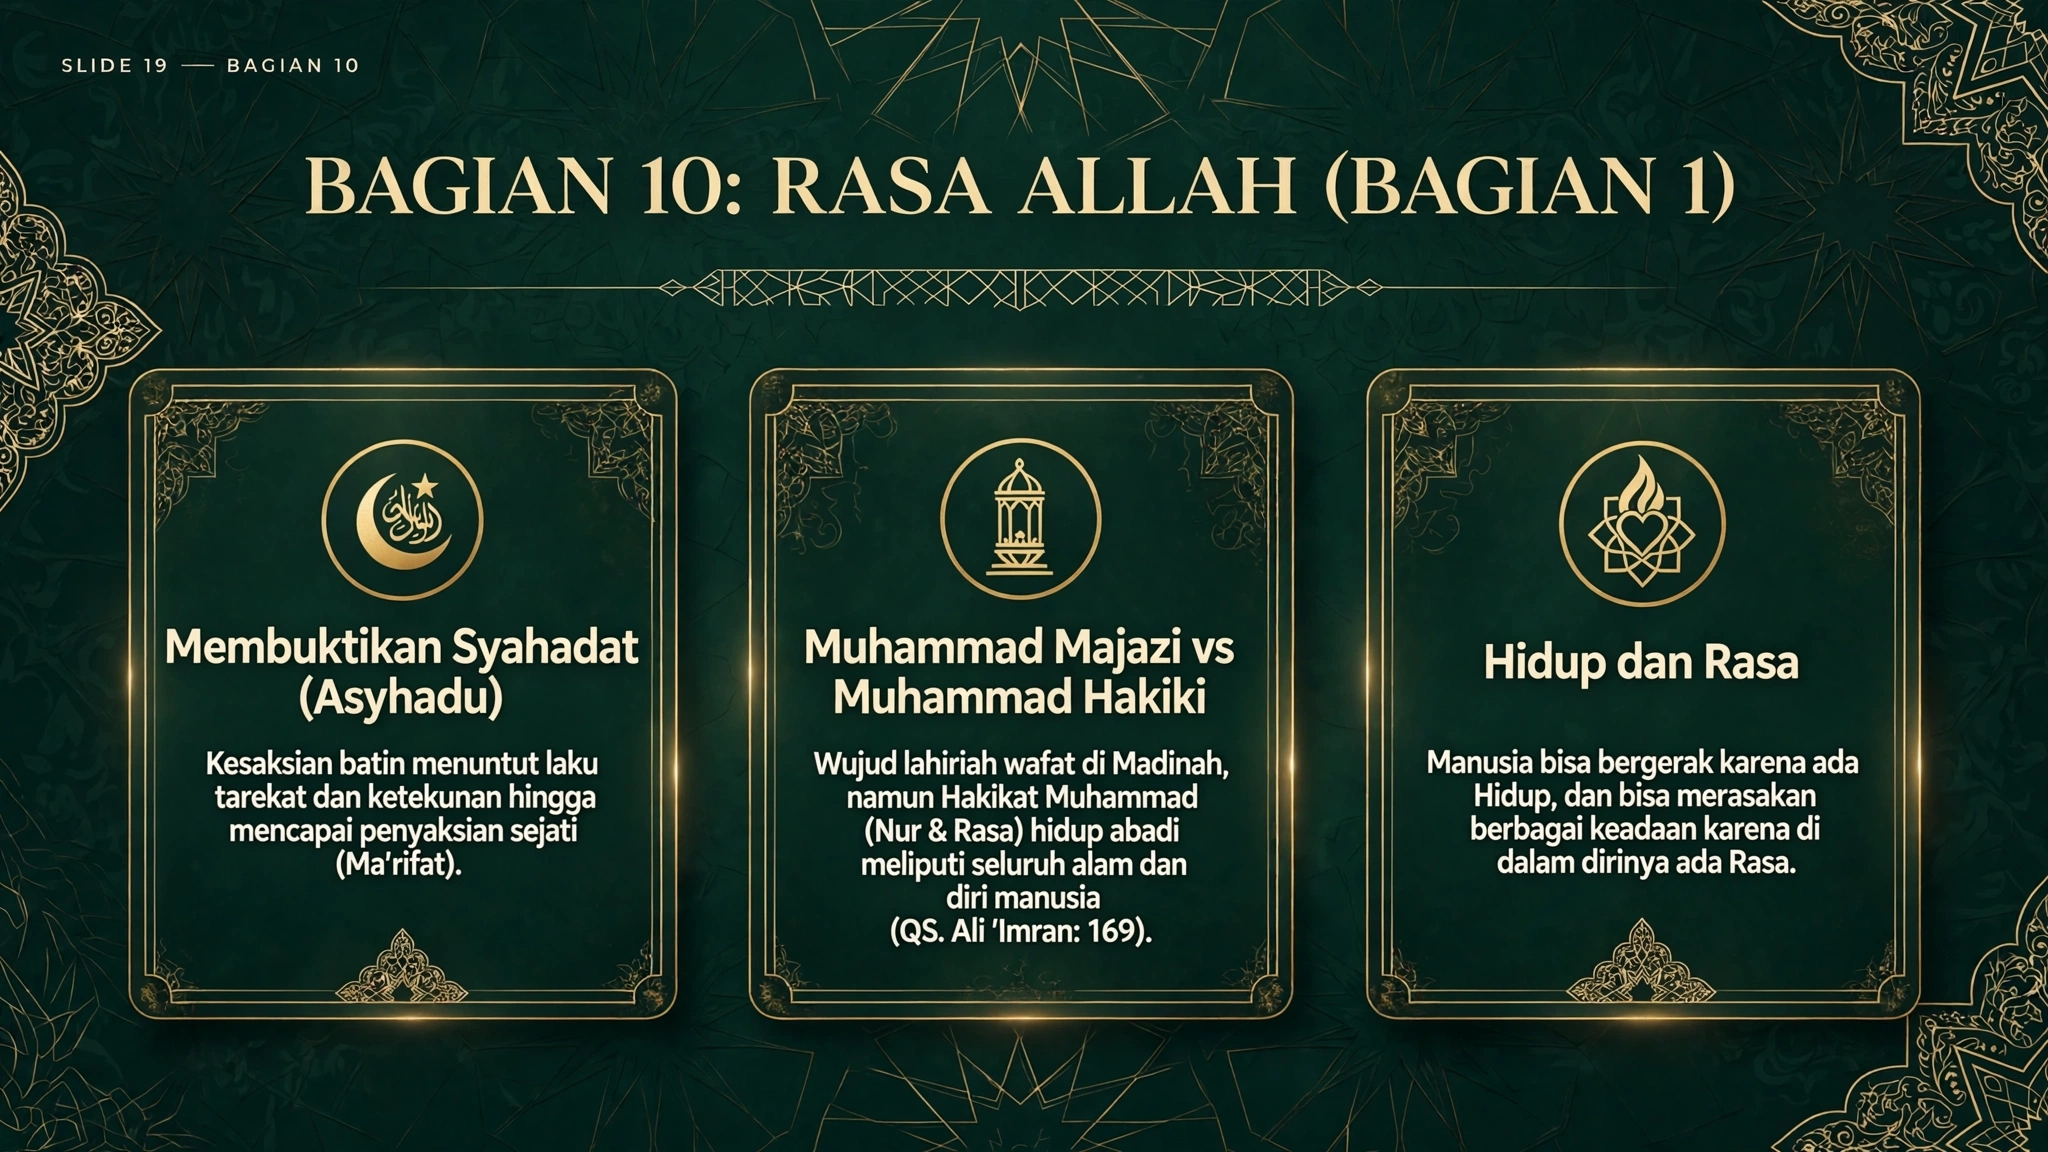 SLIDE 19 — BAGIAN 10
BAGIAN 10: RASA ALLAH (BAGIAN 1)
Membuktikan Syahadat
(Asyhadu)
Kesaksian batin menuntut laku
tarekat dan ketekunan hingga
mencapai penyaksian sejati
(Ma'rifat).
Muhammad Majazi vs
Muhammad Hakiki
Wujud lahiriah wafat di Madinah,
namun Hakikat Muhammad
(Nur & Rasa) hidup abadi
meliputi seluruh alam dan
diri manusia
(QS. Ali 'Imran: 169).
Hidup dan Rasa
Manusia bisa bergerak karena ada
Hidup, dan bisa merasakan
berbagai keadaan karena di
dalam dirinya ada Rasa.